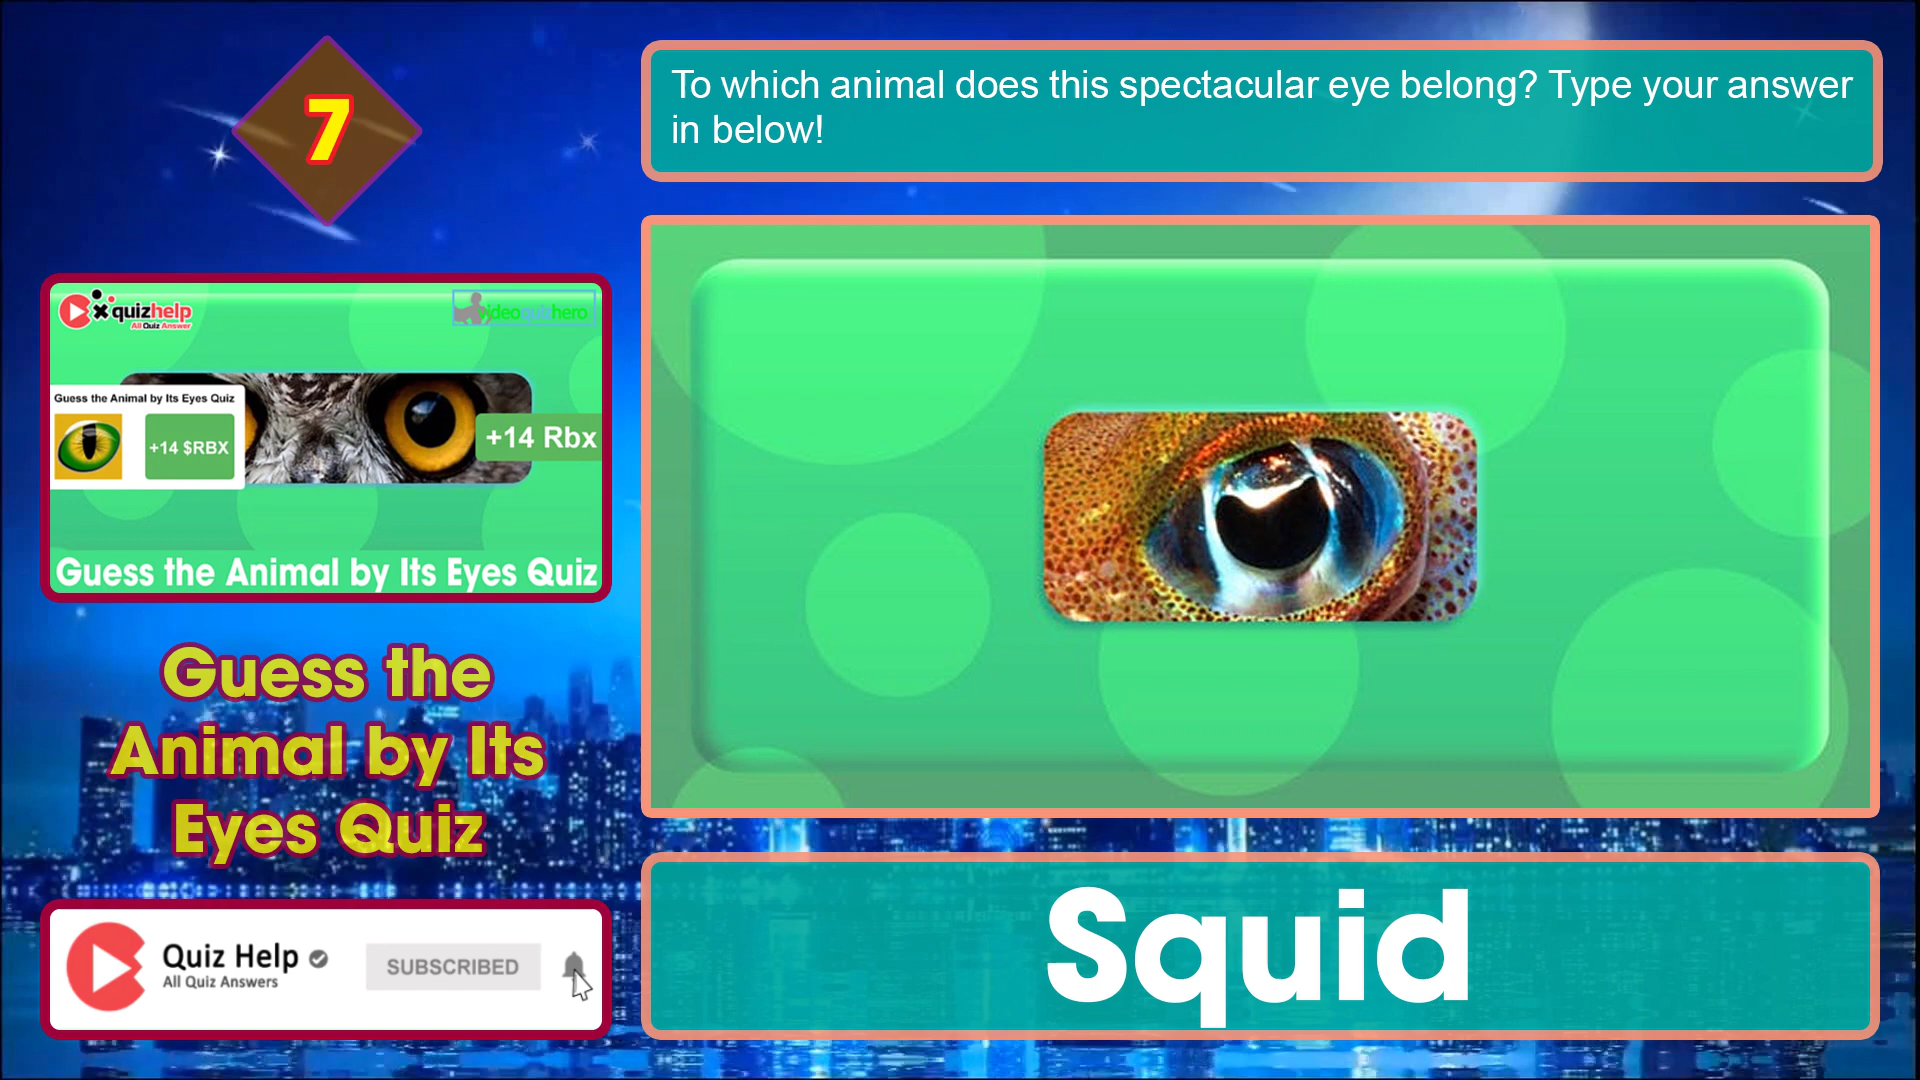 7
To which animal does this spectacular eye belong? Type your answer
in below!
quizhelp
All Quiz Answer
ideoquizhero
Guess the Animal by Its Eyes Quiz
+14 $RBX
+14 Rbx
Guess the Animal by Its Eyes Quiz
Guess the
Animal by Its
Eyes Quiz
Quiz Help
All Quiz Answers
SUBSCRIBED
Squid